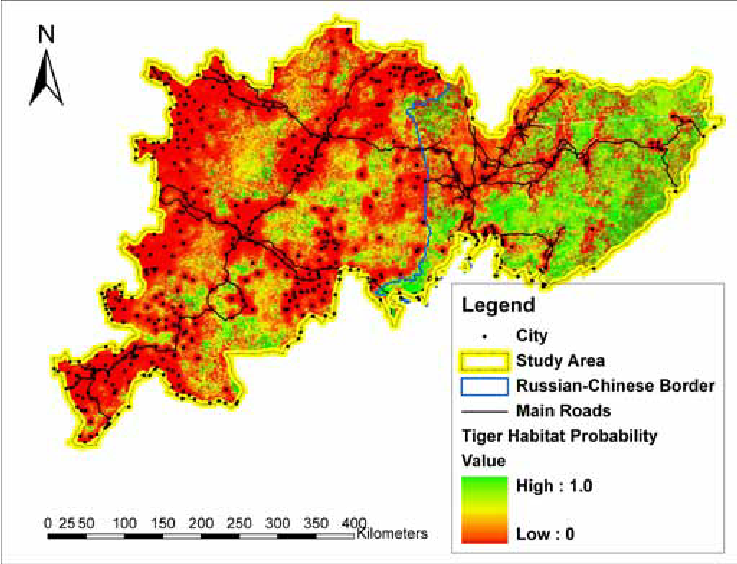 N
Legend
City
Study Area
Russian-Chinese Border
Main Roads
Tiger Habitat Probability
Value
High : 1.0
Low : 0
0 25 50 100 150 200 250 300 350 400
Kilometers